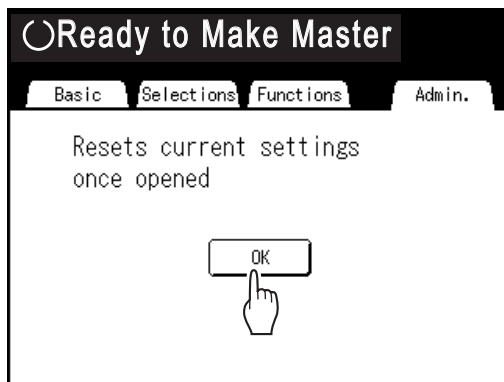 Ready to Make Master
Basic Selections Functions Admin.
Resets current settings
once opened
OK